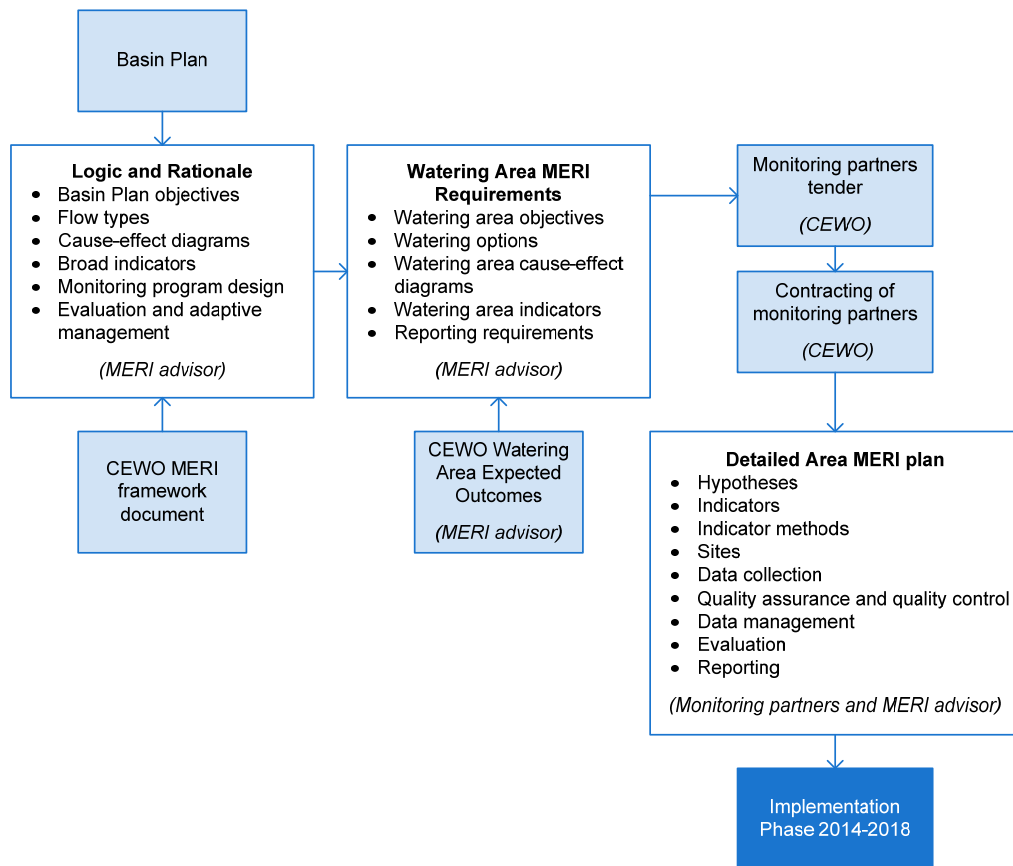 Basin Plan
Logic and Rationale
• Basin Plan objectives
• Flow types
• Cause-effect diagrams
• Broad indicators
• Monitoring program design
• Evaluation and adaptive
management
(MERI advisor)
CEWO MERI
framework
document
Watering Area MERI
Requirements
• Watering area objectives
• Watering options
• Watering area cause-effect
diagrams
• Watering area indicators
• Reporting requirements
(MERI advisor)
CEWO Watering
Area Expected
Outcomes
(MERI advisor)
Monitoring partners
tender
(CEWO)
Contracting of
monitoring partners
(CEWO)
Detailed Area MERI plan
• Hypotheses
• Indicators
• Indicator methods
• Sites
• Data collection
• Quality assurance and quality control
• Data management
• Evaluation
• Reporting
(Monitoring partners and MERI advisor)
Implementation
Phase 2014-2018